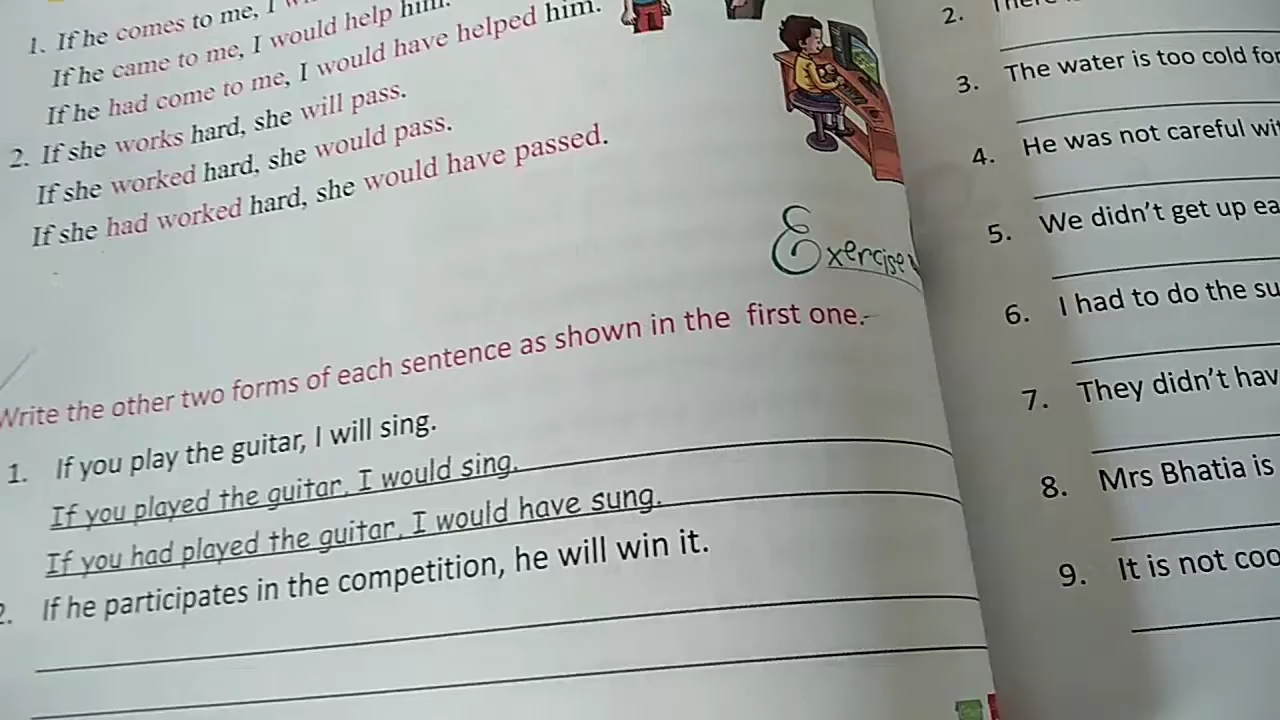 1. If he comes to me, I
If he came to me, I would help him.
If he had come to me, I would have helped him.
2. If she works hard, she will pass.
If she worked hard, she would pass.
If she had worked hard, she would have passed.
Exercise
Write the other two forms of each sentence as shown in the first one.
1. If you play the guitar, I will sing.
If you played the guitar, I would sing.
If you had played the guitar, I would have sung.
2. If he participates in the competition, he will win it.
2.
3. The water is too cold for
4. He was not careful
5. We didn't get up
6. I had to do the
7. They didn't
8. Mrs Bhatia is
9. It is not